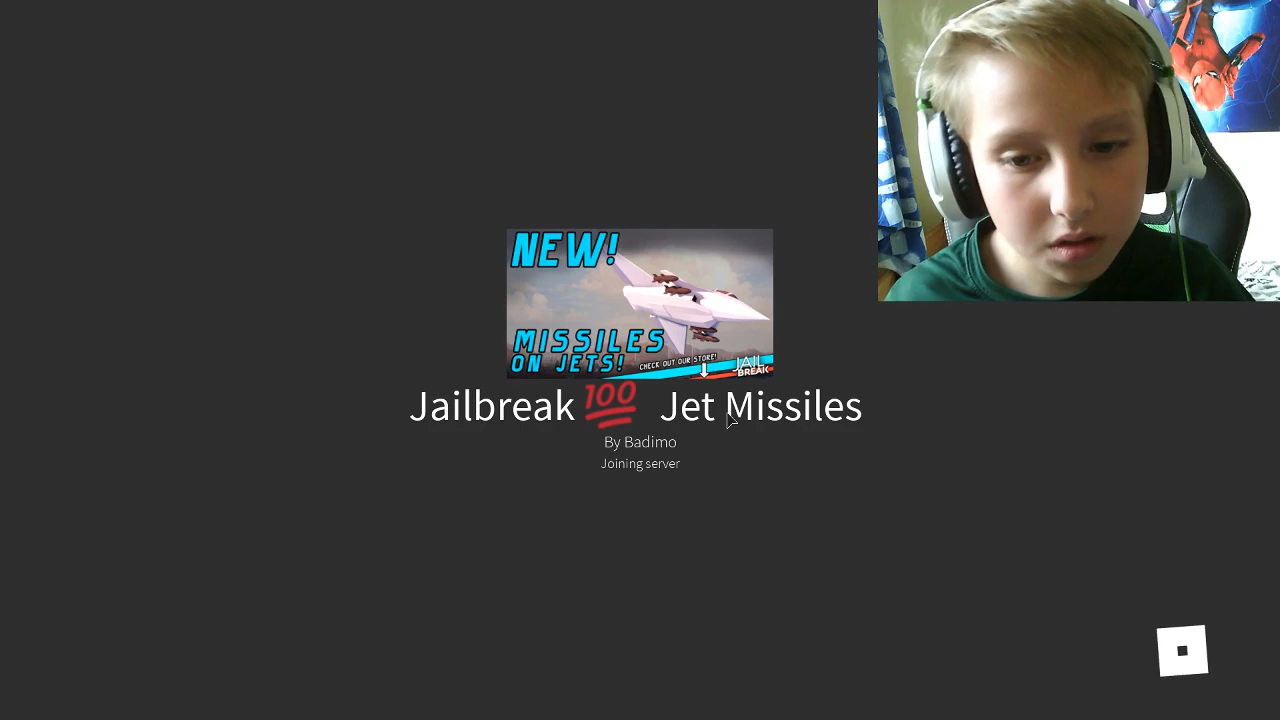 NEW!
MISSILES
ON JETS!
CHECK OUT OUR STORE!
JAIL
BREAK
Jailbreak 💯 Jet Missiles
By Badimo
Joining server